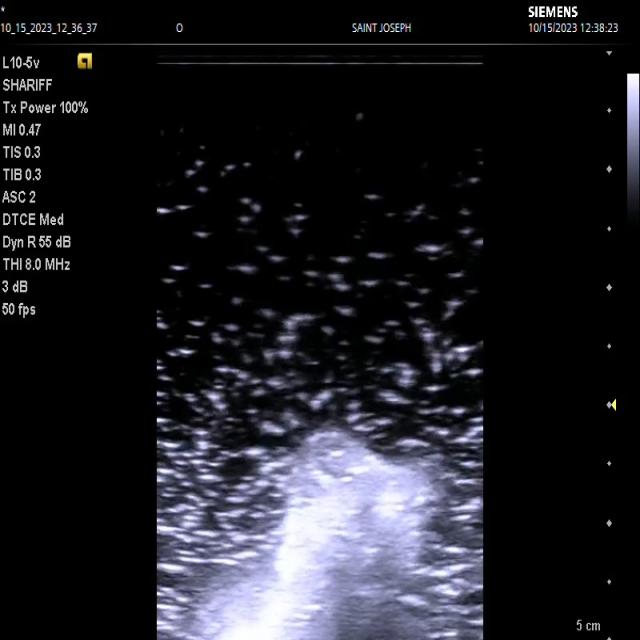 *
SIEMENS
10_15_2023_12_36_37
O
SAINT JOSEPH
10/15/2023 12:38:23
L10-5v
SHARIFF
Tx Power 100%
MI 0.47
TIS 0.3
TIB 0.3
ASC 2
DTCE Med
Dyn R 55 dB
THI 8.0 MHz
3 dB
50 fps
5 cm